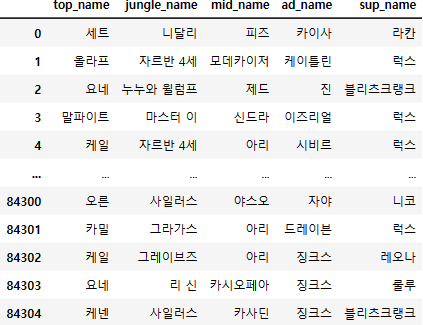 top_name jungle_name mid_name ad_name sup_name
0 세트 니달리 피즈 카이사 라칸
1 올라프 자르반 4세 모데카이저 케이틀린 럭스
2 요네 누누와 윌럼프 제드 진 블리츠크랭크
3 말파이트 마스터 이 신드라 이즈리얼 럭스
4 케일 자르반 4세 아리 시비르 럭스
... ... ... ... ... ...
84300 오른 사일러스 야스오 자야 니코
84301 카밀 그라가스 아리 드레이븐 럭스
84302 케일 그레이브즈 아리 징크스 레오나
84303 요네 리 신 카시오페아 징크스 룰루
84304 케넨 사일러스 카사딘 징크스 블리츠크랭크